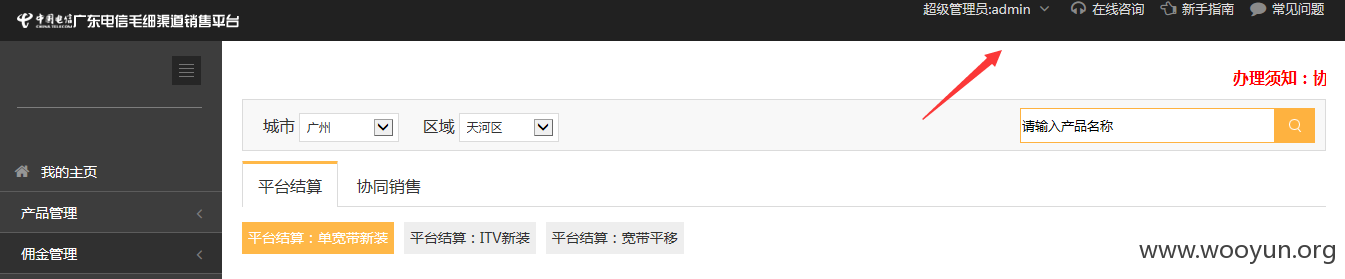 中国电信 CHINA TELECOM 广东电信毛细渠道销售平台
超级管理员:admin 在线咨询 新手指南 常见问题
办理须知：协
城市 广州 区域 天河区 请输入产品名称
我的主页
平台结算 协同销售
产品管理
平台结算：单宽带新装 平台结算：ITV新装 平台结算：宽带平移
佣金管理
www.wooyun.org